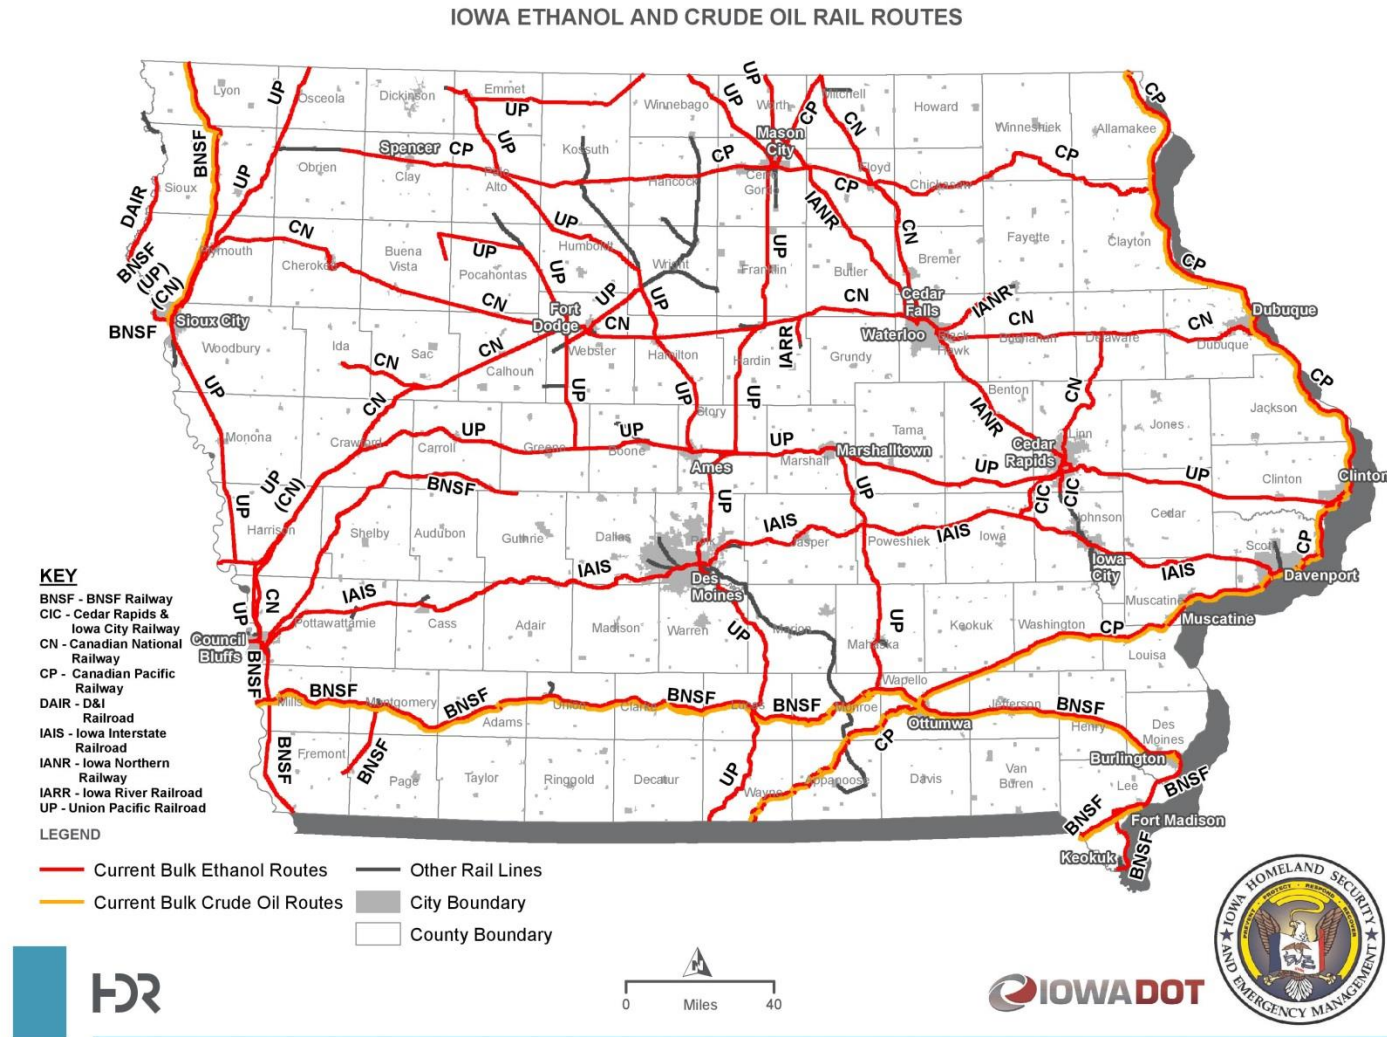 IOWA ETHANOL AND CRUDE OIL RAIL ROUTES
Lyon
UP
Osceola
Dickinson
Emmet
UP
Winnebago
UP
UP
Worth
CP
Mitchell
CN
Howard
Winneshiek
Allamakee
CP
BNSF
UP
Sioux
Obrien
Spencer
CP
Clay
UP
Palo
Alto
Kossuth
Hancock
CP
Mason
City
Cerro
Gordo
CP
Floyd
Chickasaw
CP
DAIR
BNSF
(UP)
(CN)
Plymouth
CN
Cherokee
Buena
Vista
UP
Pocahontas
UP
UP
Humboldt
Wright
UP
Franklin
IANR
Butler
CN
Bremer
Fayette
Clayton
CP
BNSF
Sioux City
Woodbury
UP
Ida
CN
Sac
CN
CN
Calhoun
Fort
Dodge
UP
CN
Webster
UP
Hamilton
Hardin
IARR
CN
Grundy
Cedar
Falls
Waterloo
IANR
Black
Hawk
CN
Buchanan
Delaware
CN
Dubuque
Dubuque
CP
Monona
CN
Crawford
UP
Carroll
Greene
UP
UP
Boone
UP
Story
UP
Ames
UP
Marshall
Marshalltown
Tama
IANR
Benton
CN
Cedar
Rapids
Linn
Jones
Jackson
UP
UP
(CN)
BNSF
UP
UP
UP
CIC
CIC
UP
Clinton
Clinton
Harrison
Shelby
Audubon
Guthrie
Dallas
Polk
IAIS
Jasper
Poweshiek
IAIS
Iowa
Johnson
Cedar
Scott
CP
Iowa
City
IAIS
Davenport
UP
CN
IAIS
IAIS
Des
Moines
Council
Bluffs
Pottawattamie
Cass
Adair
Madison
Warren
UP
Marion
Mahaska
UP
Keokuk
Washington
CP
Muscatine
Muscatine
Louisa
BNSF
BNSF
Mills
Montgomery
BNSF
Adams
Union
Clarke
BNSF
Lucas
BNSF
Monroe
Wapello
Ottumwa
CP
Jefferson
BNSF
Henry
Des
Moines
Burlington
BNSF
BNSF
Fremont
BNSF
Page
Taylor
Ringgold
Decatur
UP
Wayne
Appanoose
Davis
Van
Buren
Lee
BNSF
Fort Madison
Keokuk
BNSF
KEY
BNSF - BNSF Railway
CIC - Cedar Rapids &
Iowa City Railway
CN - Canadian National
Railway
CP - Canadian Pacific
Railway
DAIR - D&I
Railroad
IAIS - Iowa Interstate
Railroad
IANR - Iowa Northern
Railway
IARR - Iowa River Railroad
UP - Union Pacific Railroad
LEGEND
Current Bulk Ethanol Routes
Current Bulk Crude Oil Routes
Other Rail Lines
City Boundary
County Boundary
HDR
N
0 40
Miles
IOWADOT
IOWA HOMELAND SECURITY
AND EMERGENCY MANAGEMENT
PREVENT · PROTECT · RESPOND · RECOVER